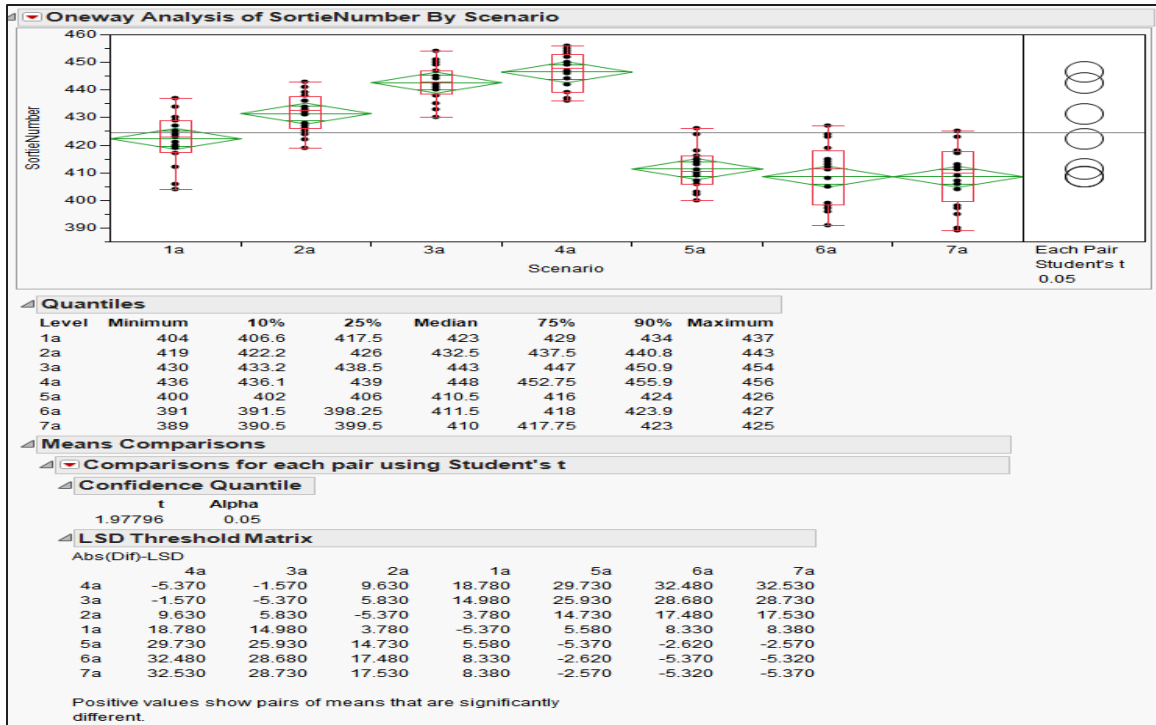 Oneway Analysis of SortieNumber By Scenario
460
450
440
430
420
410
400
390
SortieNumber
1a 2a 3a 4a 5a 6a 7a
Scenario
Each Pair
Student's t
0.05
Quantiles
Level Minimum 10% 25% Median 75% 90% Maximum
1a 404 406.6 417.5 423 429 434 437
2a 419 422.2 426 432.5 437.5 440.8 443
3a 430 433.2 438.5 443 447 450.9 454
4a 436 436.1 439 448 452.75 455.9 456
5a 400 402 406 410.5 416 424 426
6a 391 391.5 398.25 411.5 418 423.9 427
7a 389 390.5 399.5 410 417.75 423 425
Means Comparisons
Comparisons for each pair using Student's t
Confidence Quantile
t Alpha
1.97796 0.05
LSD Threshold Matrix
Abs(Dif)-LSD
4a 3a 2a 1a 5a 6a 7a
4a -5.370 -1.570 9.630 18.780 29.730 32.480 32.530
3a -1.570 -5.370 5.830 14.980 25.930 28.680 28.730
2a 9.630 5.830 -5.370 3.780 14.730 17.480 17.530
1a 18.780 14.980 3.780 -5.370 5.580 8.330 8.380
5a 29.730 25.930 14.730 5.580 -5.370 -2.620 -2.570
6a 32.480 28.680 17.480 8.330 -2.620 -5.370 -5.320
7a 32.530 28.730 17.530 8.380 -2.570 -5.320 -5.370
Positive values show pairs of means that are significantly
different.